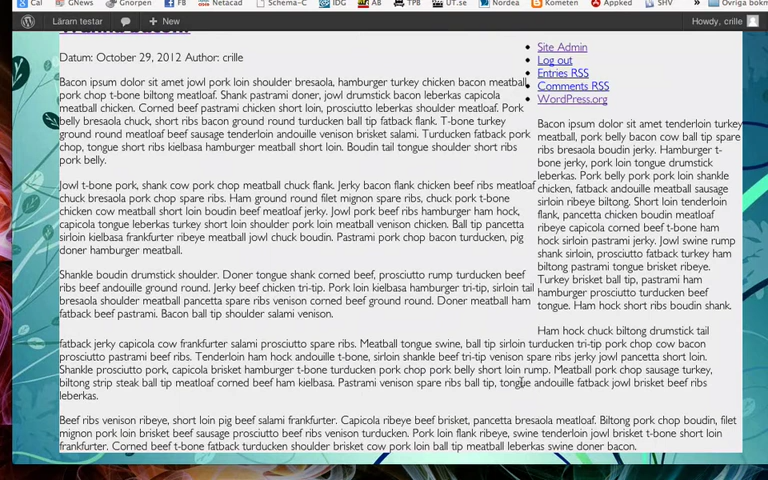 Cal GNews Gnorpen FB Netacad Schema-C IDG AB TPB UT.se Nordea Kometen Appked SHV » Övriga bokm
Lärarn testar + New Howdy, crille
Datum: October 29, 2012 Author: crille
Bacon ipsum dolor sit amet jowl pork loin shoulder bresaola, hamburger turkey chicken bacon meatball,
pork chop t-bone biltong meatloaf. Shank pastrami doner, jowl drumstick bacon leberkas capicola
meatball chicken. Corned beef pastrami chicken short loin, prosciutto leberkas shoulder meatloaf. Pork
belly bresaola chuck, short ribs bacon ground round turducken ball tip fatback flank. T-bone turkey
ground round meatloaf beef sausage tenderloin andouille venison brisket salami. Turducken fatback pork
chop, tongue short ribs kielbasa hamburger meatball short loin. Boudin tail tongue shoulder short ribs
pork belly.
Jowl t-bone pork, shank cow pork chop meatball chuck flank. Jerky bacon flank chicken beef ribs meatloaf
chuck bresaola pork chop spare ribs. Ham ground round filet mignon spare ribs, chuck pork t-bone
chicken cow meatball short loin boudin beef meatloaf jerky. Jowl pork beef ribs hamburger ham hock,
capicola tongue leberkas turkey short loin shoulder pork loin meatball venison chicken. Ball tip pancetta
sirloin kielbasa frankfurter ribeye meatball jowl chuck boudin. Pastrami pork chop bacon turducken, pig
doner hamburger meatball.
Shankle boudin drumstick shoulder. Doner tongue shank corned beef, prosciutto rump turducken beef
ribs beef andouille ground round. Jerky beef chicken tri-tip. Pork loin kielbasa hamburger tri-tip, sirloin tail
bresaola shoulder meatball pancetta spare ribs venison corned beef ground round. Doner meatball ham
fatback beef pastrami. Bacon ball tip shoulder salami venison.
Site Admin
Log out
Entries RSS
Comments RSS
WordPress.org
Bacon ipsum dolor sit amet tenderloin turkey
meatball, pork belly bacon cow ball tip spare
ribs bresaola boudin jerky. Hamburger t-
bone jerky, pork loin tongue drumstick
leberkas. Pork belly pork pork loin shankle
chicken, fatback andouille meatball sausage
sirloin ribeye biltong. Short loin tenderloin
flank, pancetta chicken boudin meatloaf
ribeye capicola corned beef t-bone ham
hock sirloin pastrami jerky. Jowl swine rump
shank sirloin, prosciutto fatback turkey ham
biltong pastrami tongue brisket ribeye.
Turkey brisket ball tip, pastrami ham
hamburger prosciutto turducken beef
tongue. Ham hock short ribs boudin shank.
Ham hock chuck biltong drumstick tail
fatback jerky capicola cow frankfurter salami prosciutto spare ribs. Meatball tongue swine, ball tip sirloin turducken tri-tip pork chop cow bacon
prosciutto pastrami beef ribs. Tenderloin ham hock andouille t-bone, sirloin shankle beef tri-tip venison spare ribs jerky jowl pancetta short loin.
Shankle prosciutto pork, capicola brisket hamburger t-bone turducken pork chop pork belly short loin rump. Meatball pork chop sausage turkey,
biltong strip steak ball tip meatloaf corned beef ham kielbasa. Pastrami venison spare ribs ball tip, tongue andouille fatback jowl brisket beef ribs
leberkas.
Beef ribs venison ribeye, short loin pig beef salami frankfurter. Capicola ribeye beef brisket, pancetta bresaola meatloaf. Biltong pork chop boudin, filet
mignon pork loin brisket beef sausage prosciutto beef ribs venison turducken. Pork loin flank ribeye, swine tenderloin jowl brisket t-bone short loin
frankfurter. Corned beef t-bone fatback turducken shoulder brisket cow pork loin ball tip meatball leberkas swine doner bacon.